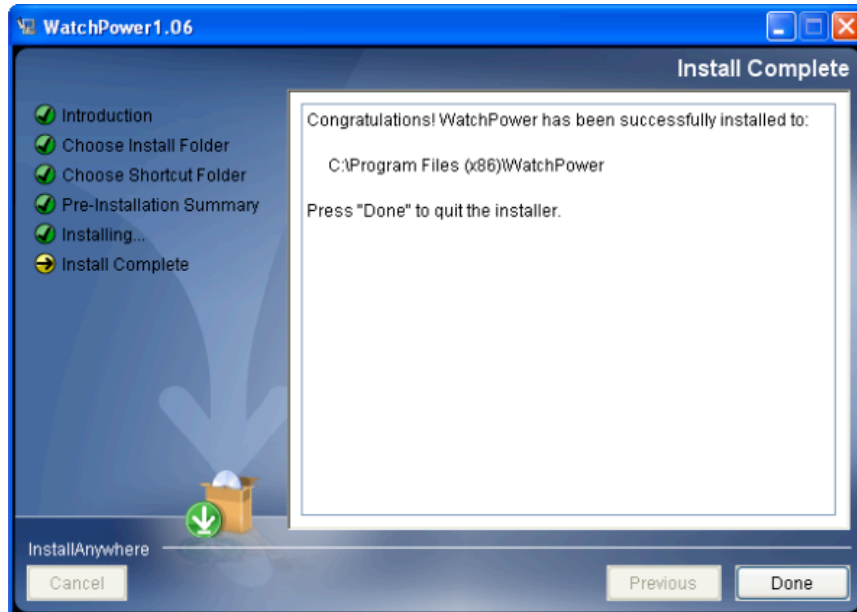 WatchPower1.06
Install Complete
Introduction
Choose Install Folder
Choose Shortcut Folder
Pre-Installation Summary
Installing...
Install Complete
Congratulations! WatchPower has been successfully installed to:
C:\Program Files (x86)\WatchPower
Press "Done" to quit the installer.
InstallAnywhere
Cancel
Previous
Done